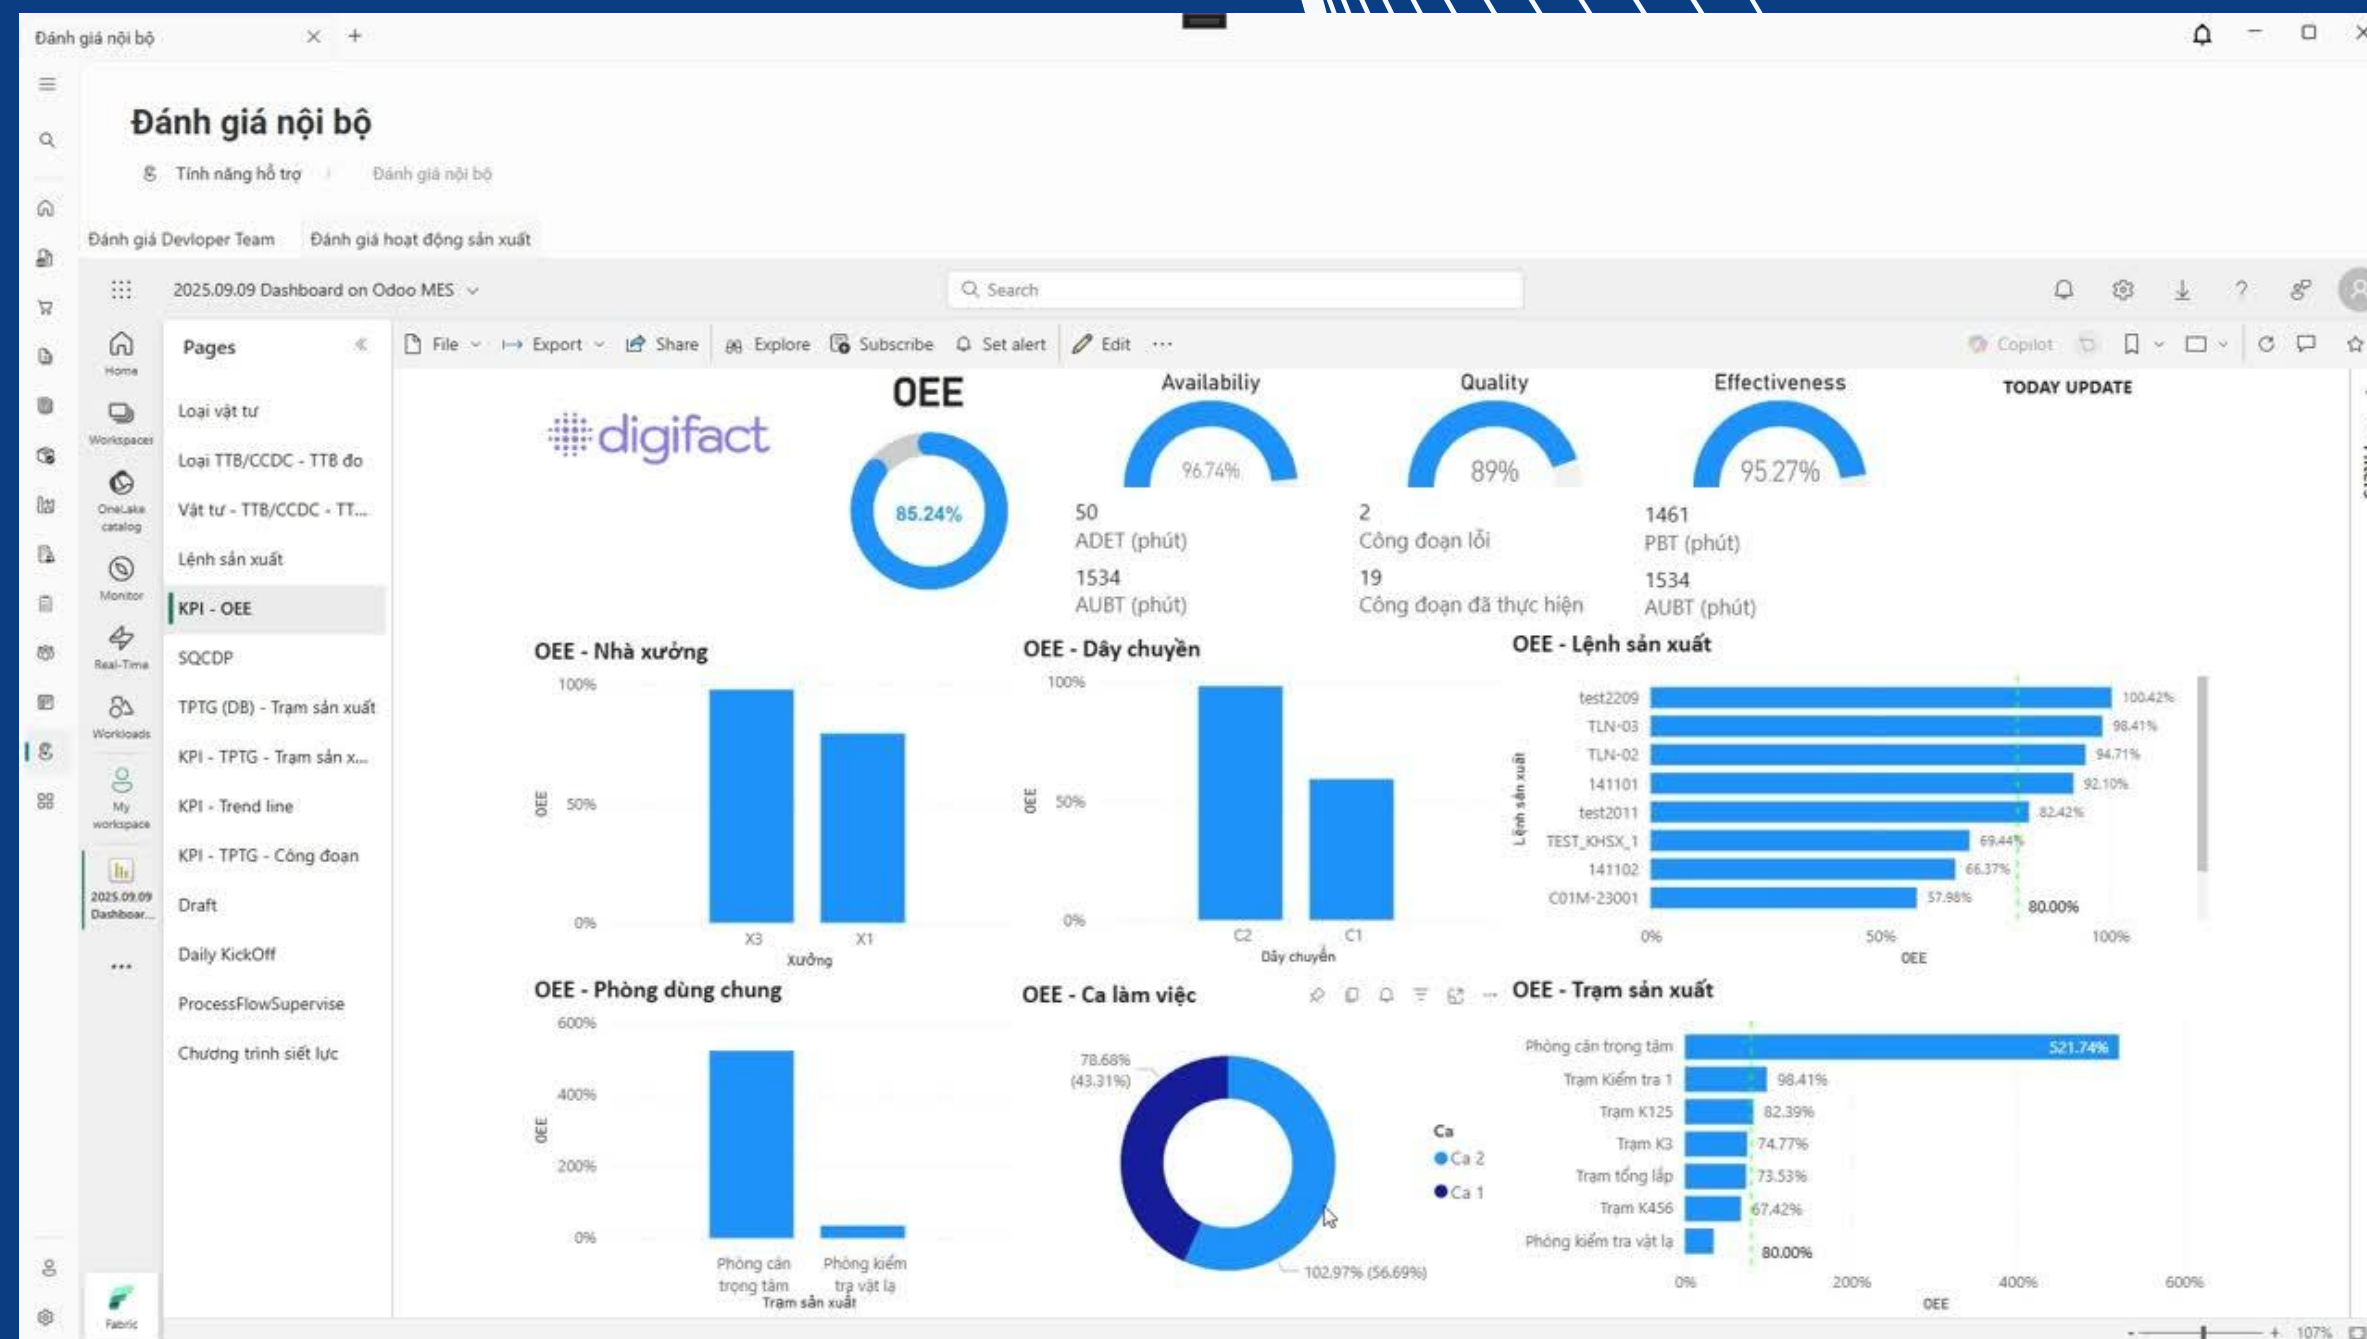 Đánh giá nội bộ
Đánh giá nội bộ
Tính năng hỗ trợ
Đánh giá nội bộ
Đánh giá Devloper Team
Đánh giá hoạt động sản xuất
2025.09.09 Dashboard on Odoo MES
Search
Home
Workspaces
OneLake
catalog
Monitor
Real-Time
Workloads
My
workspace
2025.09.09
Dashboar...
Fabric
Pages
Loại vật tư
Loại TTB/CCDC - TTB đo
Vật tư - TTB/CCDC - TT...
Lệnh sản xuất
KPI - OEE
SQCDP
TPTG (DB) - Trạm sản xuất
KPI - TPTG - Trạm sản x...
KPI - Trend line
KPI - TPTG - Công đoạn
Draft
Daily KickOff
ProcessFlowSupervise
Chương trình siết lực
File
Export
Share
Explore
Subscribe
Set alert
Edit
Copilot
digifact
OEE
85.24%
Availabiliy
96.74%
50
ADET (phút)
1534
AUBT (phút)
Quality
89%
2
Công đoạn lỗi
19
Công đoạn đã thực hiện
Effectiveness
95.27%
1461
PBT (phút)
1534
AUBT (phút)
TODAY UPDATE
OEE - Nhà xưởng
100%
50%
0%
OEE
X3
X1
Xưởng
OEE - Dây chuyền
100%
50%
0%
OEE
C2
C1
Dây chuyền
OEE - Lệnh sản xuất
Lệnh sản xuất
test2209
100.42%
TLN-03
98.41%
TLN-02
94.71%
141101
92.10%
test2011
82.42%
TEST_KHSX_1
69.44%
141102
66.37%
C01M-23001
57.98%
80.00%
0%
50%
100%
OEE
OEE - Phòng dùng chung
600%
400%
200%
0%
OEE
Phòng cân
trọng tâm
Phòng kiểm
tra vật lạ
Trạm sản xuất
OEE - Ca làm việc
78.68%
(43.31%)
102.97% (56.69%)
Ca
Ca 2
Ca 1
OEE - Trạm sản xuất
Phòng cân trọng tâm
521.74%
Trạm Kiểm tra 1
98.41%
Trạm K125
82.39%
Trạm K3
74.77%
Trạm tổng lắp
73.53%
Trạm K456
67.42%
Phòng kiểm tra vật lạ
80.00%
0%
200%
400%
600%
OEE
107%